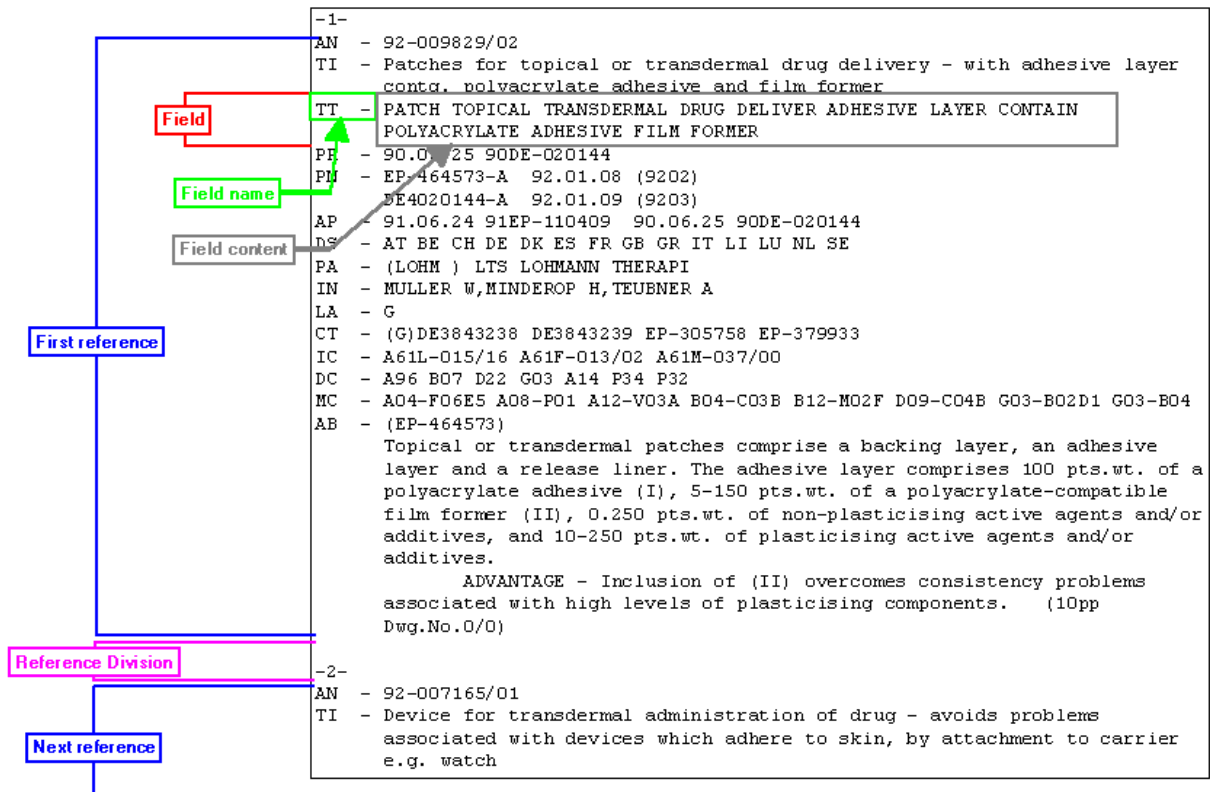 -1-
AN - 92-009829/02
TI - Patches for topical or transdermal drug delivery - with adhesive layer
contg. polyacrylate adhesive and film former
Field
TT - PATCH TOPICAL TRANSDERMAL DRUG DELIVER ADHESIVE LAYER CONTAIN
POLYACRYLATE ADHESIVE FILM FORMER
PR - 90.06.25 90DE-020144
Field name
PN - EP-464573-A 92.01.08 (9202)
DE4020144-A 92.01.09 (9203)
AP - 91.06.24 91EP-110409 90.06.25 90DE-020144
Field content
DS - AT BE CH DE DK ES FR GB GR IT LI LU NL SE
PA - (LOHM ) LTS LOHMANN THERAPI
IN - MULLER W,MINDEROP H,TEUBNER A
LA - G
First reference
CT - (G)DE3843238 DE3843239 EP-305758 EP-379933
IC - A61L-015/16 A61F-013/02 A61M-037/00
DC - A96 B07 D22 G03 A14 P34 P32
MC - A04-F06E5 A08-P01 A12-V03A B04-C03B B12-M02F D09-C04B G03-B02D1 G03-B04
AB - (EP-464573)
Topical or transdermal patches comprise a backing layer, an adhesive
layer and a release liner. The adhesive layer comprises 100 pts.wt. of a
polyacrylate adhesive (I), 5-150 pts.wt. of a polyacrylate-compatible
film former (II), 0.250 pts.wt. of non-plasticising active agents and/or
additives, and 10-250 pts.wt. of plasticising active agents and/or
additives.
ADVANTAGE - Inclusion of (II) overcomes consistency problems
associated with high levels of plasticising components. (10pp
Dwg.No.0/0)
Reference Division
-2-
AN - 92-007165/01
TI - Device for transdermal administration of drug - avoids problems
associated with devices which adhere to skin, by attachment to carrier
e.g. watch
Next reference